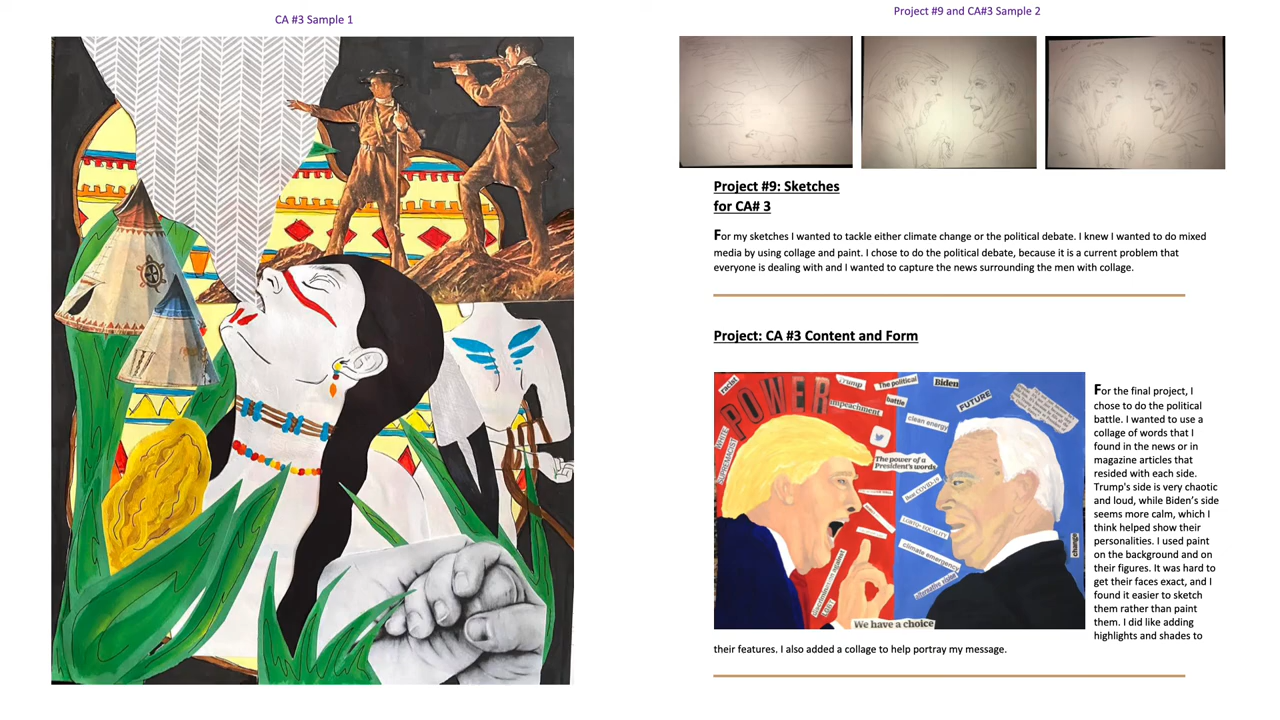 CA #3 Sample 1
Project #9 and CA#3 Sample 2
Project #9: Sketches
for CA# 3
For my sketches I wanted to tackle either climate change or the political debate. I knew I wanted to do mixed
media by using collage and paint. I chose to do the political debate, because it is a current problem that
everyone is dealing with and I wanted to capture the news surrounding the men with collage.
Project: CA #3 Content and Form
racist
POWER
Trump
The political
battle
Biden
FUTURE
impeachment
clean energy
WHITE
SUPREMACIST
The power of a
President's words
Beat COVID-19
LGBTQ+ EQUALITY
climate emergency
change
We have a choice
For the final project, I
chose to do the political
battle. I wanted to use a
collage of words that I
found in the news or in
magazine articles that
resided with each side.
Trump's side is very chaotic
and loud, while Biden's side
seems more calm, which I
think helped show their
personalities. I used paint
on the background and on
their figures. It was hard to
get their faces exact, and I
found it easier to sketch
them rather than paint
them. I did like adding
highlights and shades to
their features. I also added a collage to help portray my message.